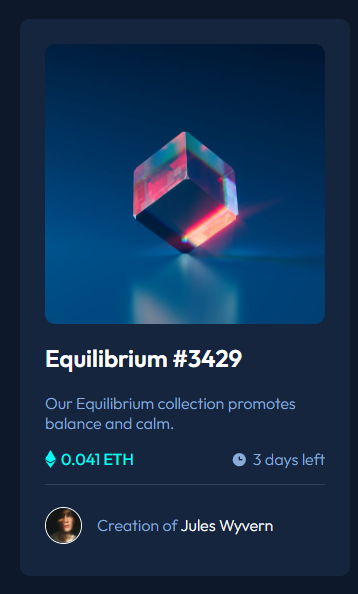 Equilibrium #3429
Our Equilibrium collection promotes
balance and calm.
0.041 ETH
3 days left
Creation of Jules Wyvern